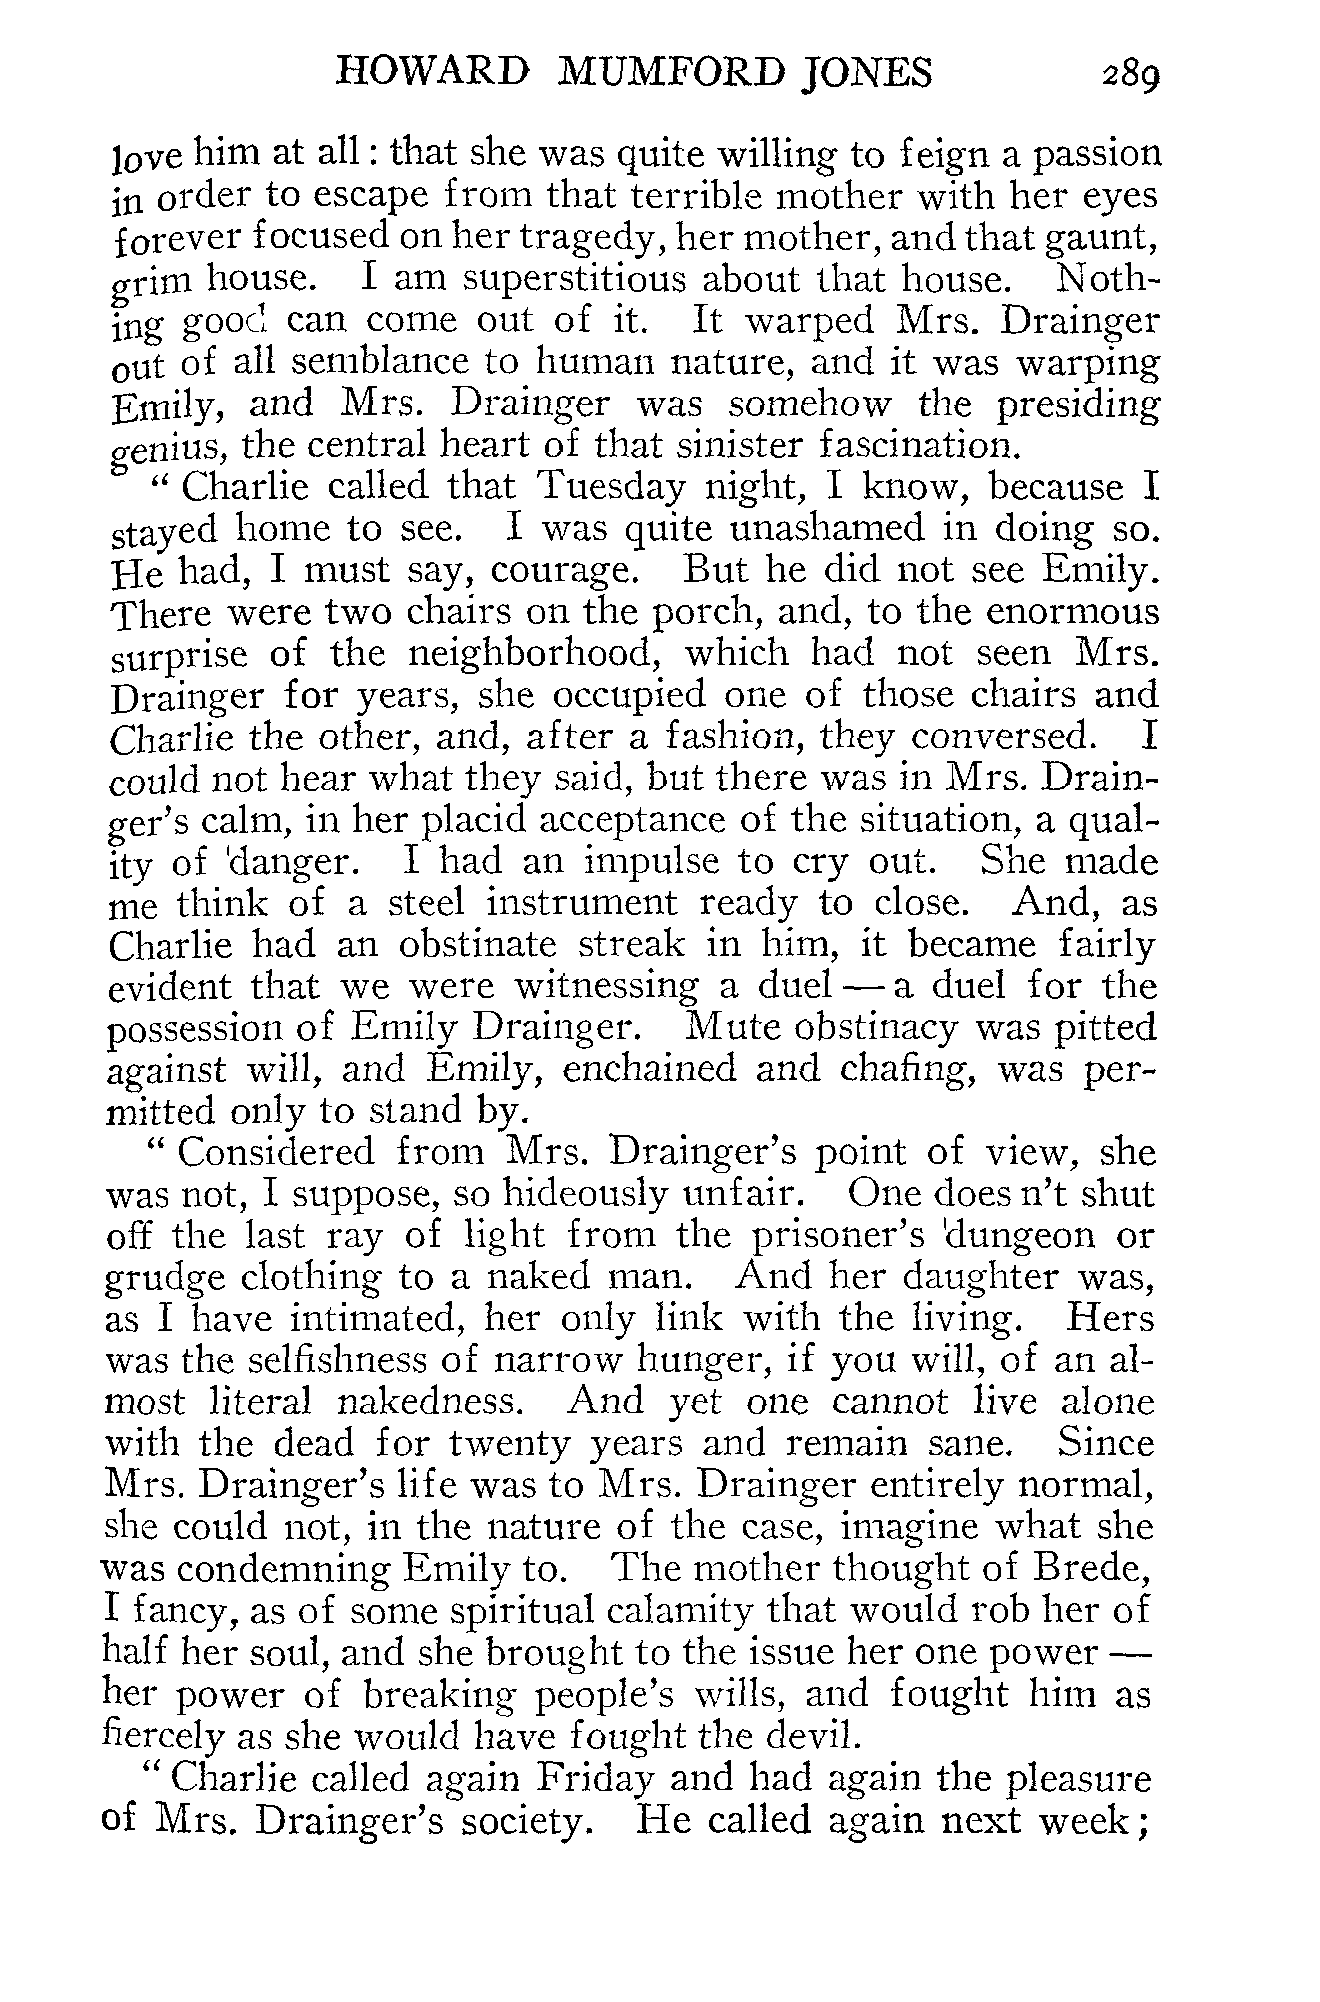 HOWARD MUMFORD JONES 289
love him at all: that she was quite willing to feign a passion
in order to escape from that terrible mother with her eyes
forever focused on her tragedy, her mother, and that gaunt,
grim house. I am superstitious about that house. Noth-
ing good can come out of it. It warped Mrs. Drainger
out of all semblance to human nature, and it was warping
Emily, and Mrs. Drainger was somehow the presiding
genius, the central heart of that sinister fascination.
“ Charlie called that Tuesday night, I know, because I
stayed home to see. I was quite unashamed in doing so.
He had, I must say, courage. But he did not see Emily.
There were two chairs on the porch, and, to the enormous
surprise of the neighborhood, which had not seen Mrs.
Drainger for years, she occupied one of those chairs and
Charlie the other, and, after a fashion, they conversed. I
could not hear what they said, but there was in Mrs. Drain-
ger's calm, in her placid acceptance of the situation, a qual-
ity of 'danger. I had an impulse to cry out. She made
me think of a steel instrument ready to close. And, as
Charlie had an obstinate streak in him, it became fairly
evident that we were witnessing a duel — a duel for the
possession of Emily Drainger. Mute obstinacy was pitted
against will, and Emily, enchained and chafing, was per-
mitted only to stand by.
“ Considered from Mrs. Drainger's point of view, she
was not, I suppose, so hideously unfair. One does n't shut
off the last ray of light from the prisoner's 'dungeon or
grudge clothing to a naked man. And her daughter was,
as I have intimated, her only link with the living. Hers
was the selfishness of narrow hunger, if you will, of an al-
most literal nakedness. And yet one cannot live alone
with the dead for twenty years and remain sane. Since
Mrs. Drainger's life was to Mrs. Drainger entirely normal,
she could not, in the nature of the case, imagine what she
was condemning Emily to. The mother thought of Brede,
I fancy, as of some spiritual calamity that would rob her of
half her soul, and she brought to the issue her one power —
her power of breaking people's wills, and fought him as
fiercely as she would have fought the devil.
“ Charlie called again Friday and had again the pleasure
of Mrs. Drainger's society. He called again next week;